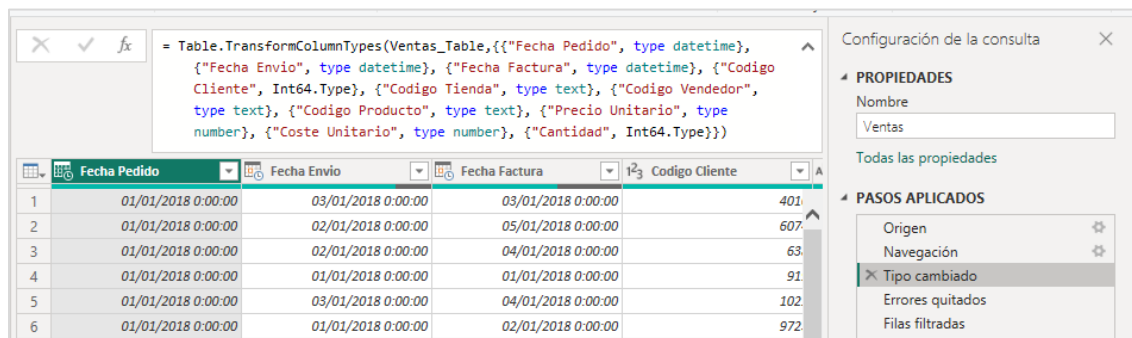 fx
= Table.TransformColumnTypes(Ventas_Table,{{"Fecha Pedido", type datetime},
{"Fecha Envio", type datetime}, {"Fecha Factura", type datetime}, {"Codigo
Cliente", Int64.Type}, {"Codigo Tienda", type text}, {"Codigo Vendedor",
type text}, {"Codigo Producto", type text}, {"Precio Unitario", type
number}, {"Coste Unitario", type number}, {"Cantidad", Int64.Type}})
Fecha Pedido Fecha Envio Fecha Factura 123 Codigo Cliente
1 01/01/2018 0:00:00 03/01/2018 0:00:00 03/01/2018 0:00:00
2 01/01/2018 0:00:00 02/01/2018 0:00:00 05/01/2018 0:00:00
3 01/01/2018 0:00:00 02/01/2018 0:00:00 04/01/2018 0:00:00
4 01/01/2018 0:00:00 01/01/2018 0:00:00 01/01/2018 0:00:00
5 01/01/2018 0:00:00 03/01/2018 0:00:00 04/01/2018 0:00:00
6 01/01/2018 0:00:00 01/01/2018 0:00:00 02/01/2018 0:00:00
Configuración de la consulta
PROPIEDADES
Nombre
Ventas
Todas las propiedades
PASOS APLICADOS
Origen
Navegación
Tipo cambiado
Errores quitados
Filas filtradas